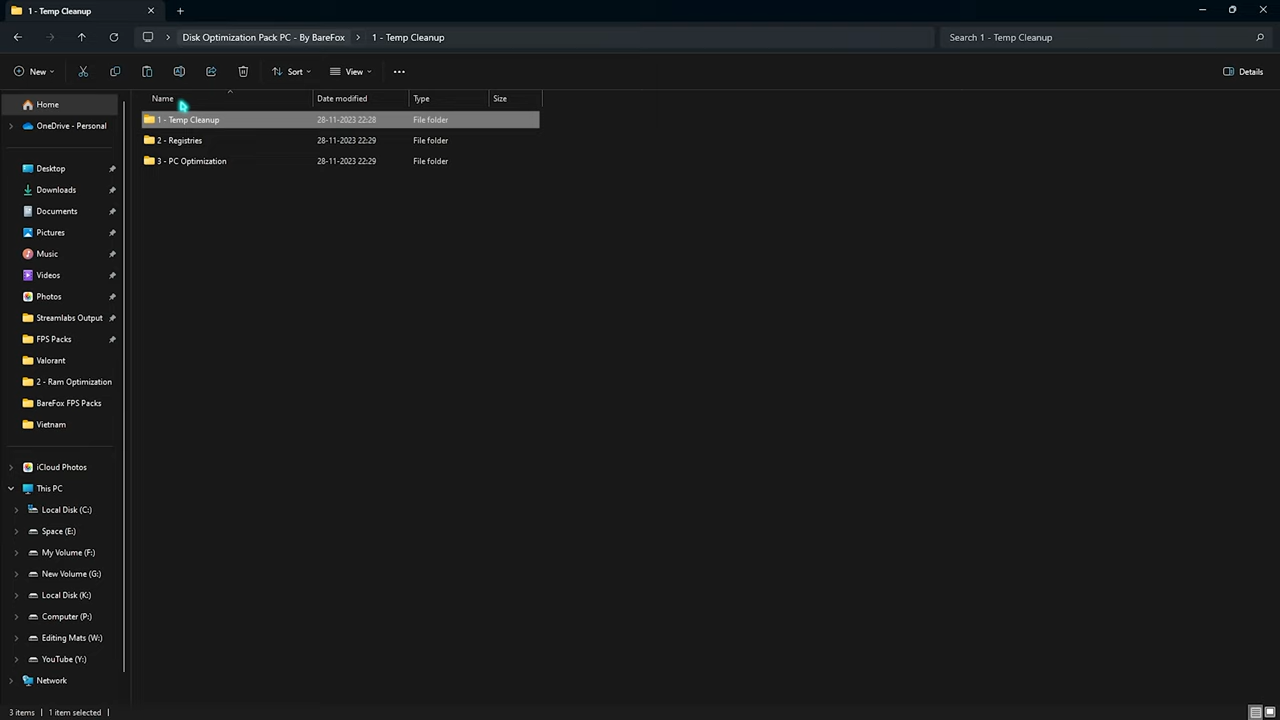 1 - Temp Cleanup
Disk Optimization Pack PC - By BareFox > 1 - Temp Cleanup
Search 1 - Temp Cleanup
New
Sort
View
Details
Name Date modified Type Size
1 - Temp Cleanup 28-11-2023 22:28 File folder
2 - Registries 28-11-2023 22:29 File folder
3 - PC Optimization 28-11-2023 22:29 File folder
Home
OneDrive - Personal
Desktop
Downloads
Documents
Pictures
Music
Videos
Photos
Streamlabs Output
FPS Packs
Valorant
2 - Ram Optimization
BareFox FPS Packs
Vietnam
iCloud Photos
This PC
Local Disk (C:)
Space (E:)
My Volume (F:)
New Volume (G:)
Local Disk (K:)
Computer (P:)
Editing Mats (W:)
YouTube (Y:)
Network
3 items 1 item selected